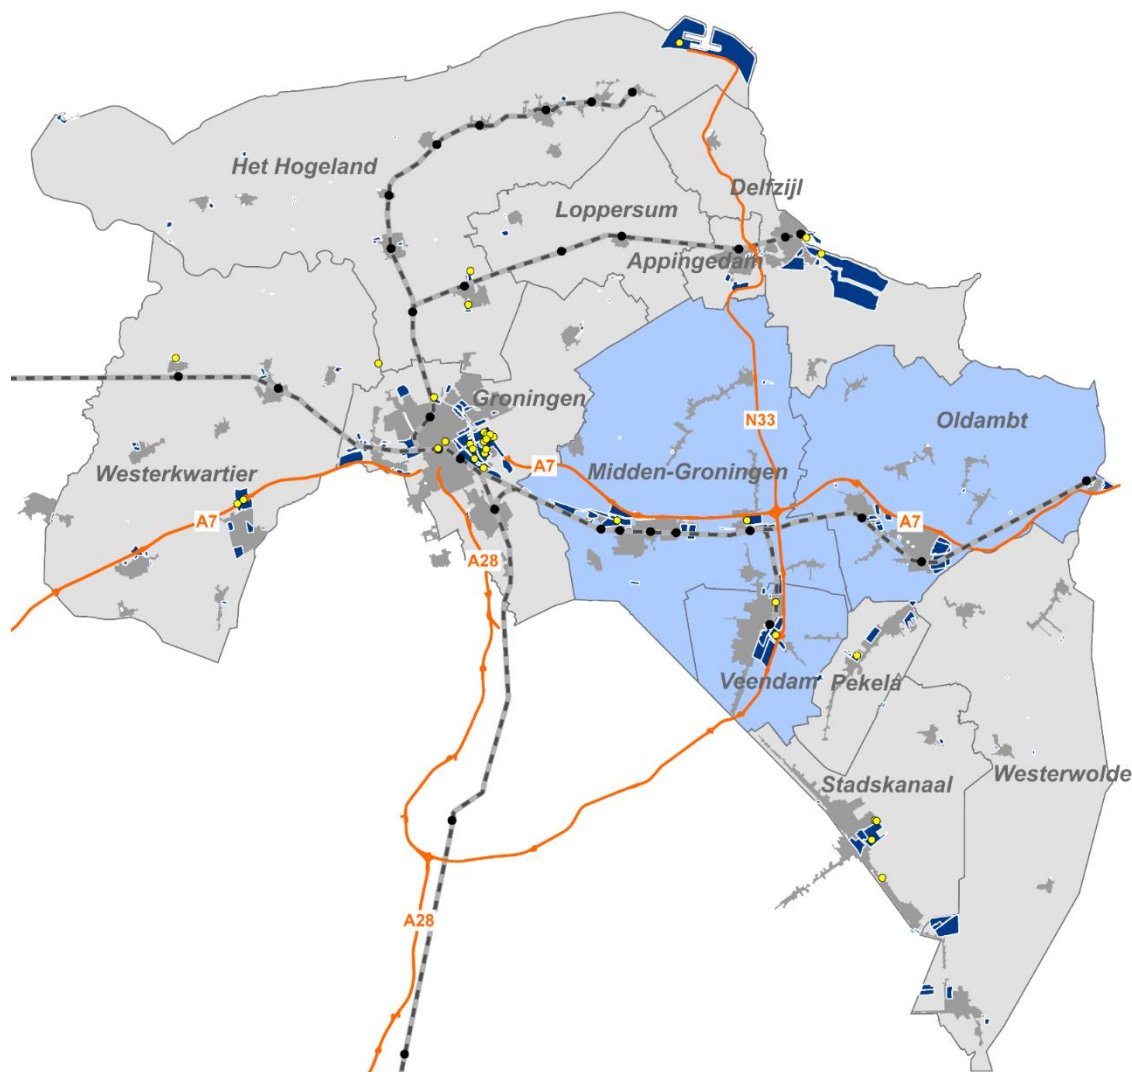 Het Hogeland
Delfzijl
Loppersum
Appingedam
Groningen
N33
Oldambt
Westerkwartier
A7
Midden-Groningen
A7
A7
A28
Veendam
Pekela
Stadskanaal
Westerwolde
A28